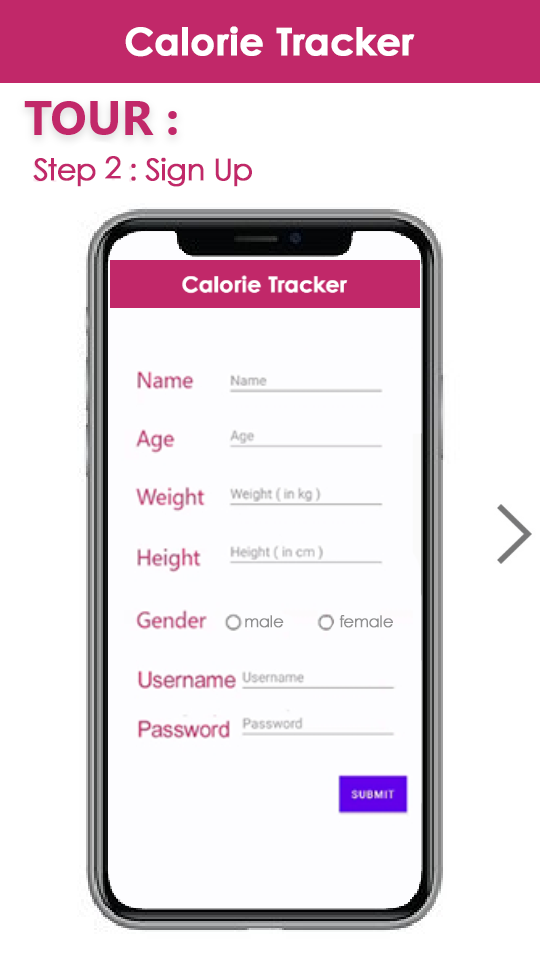 Calorie Tracker
TOUR :
Step 2 : Sign Up
Calorie Tracker
Name Name
Age Age
Weight Weight ( in kg )
Height Height ( in cm )
Gender male female
Username Username
Password Password
SUBMIT